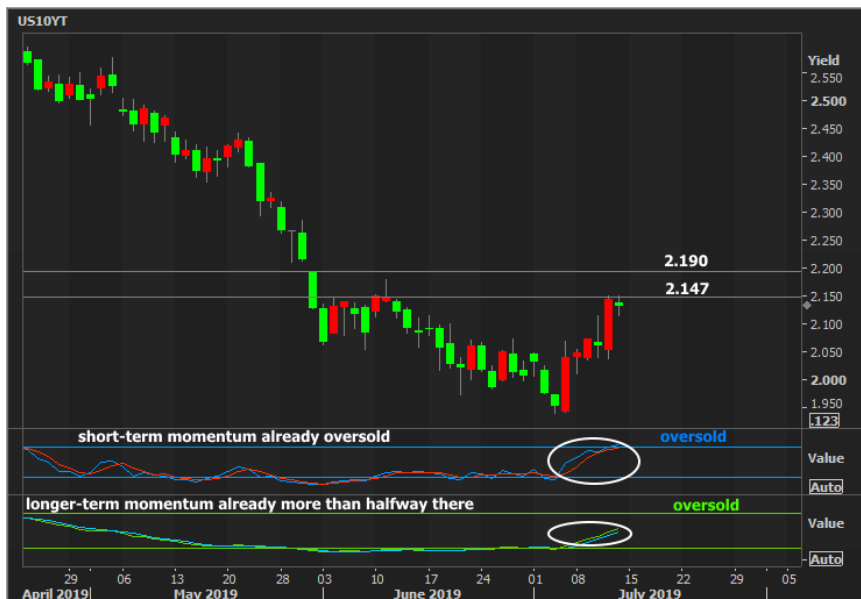 US10YT
Yield
2.550
2.500
2.450
2.400
2.350
2.300
2.250
2.190
2.200
2.147
2.150
2.100
2.050
2.000
1.950
.123
short-term momentum already oversold
oversold
Value
Auto
longer-term momentum already more than halfway there
oversold
Value
Auto
29 06 13 20 28 03 10 17 24 01 08 15 22 29 05
April 2019 May 2019 June 2019 July 2019